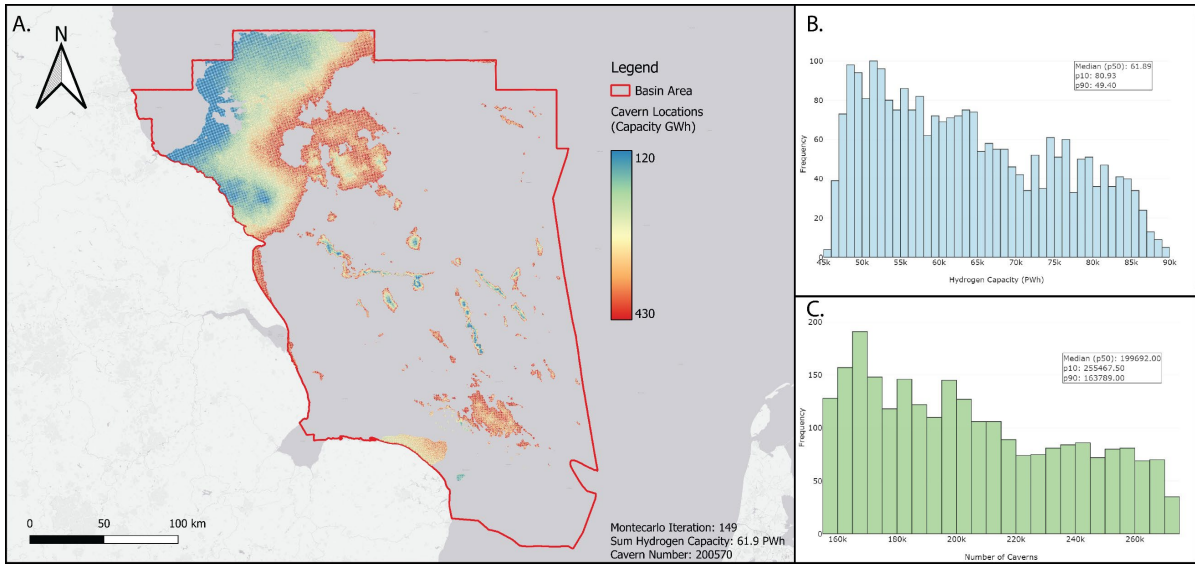 A.
N
Legend
Basin Area
Cavern Locations
(Capacity GWh)
120
430
0 50 100 km
Montecarlo Iteration: 149
Sum Hydrogen Capacity: 61.9 PWh
Cavern Number: 200570
B.
Median (p50): 61.89
p10: 80.93
p90: 49.40
Frequency
100
80
60
40
20
0
45k 50k 55k 60k 65k 70k 75k 80k 85k 90k
Hydrogen Capacity (PWh)
C.
Median (p50): 199692.00
p10: 255467.50
p90: 163789.00
Frequency
200
150
100
50
0
160k 180k 200k 220k 240k 260k
Number of Caverns